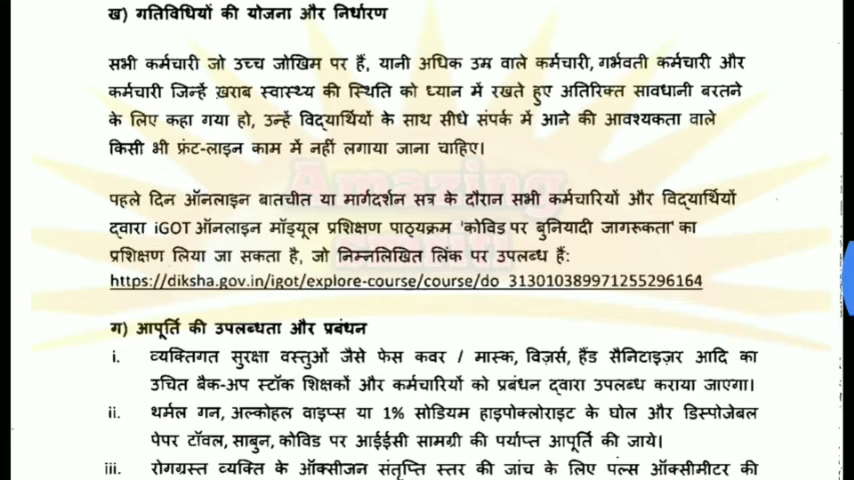 ख) गतिविधियों की योजना और निर्धारण
सभी कर्मचारी जो उच्च जोखिम पर हैं, यानी अधिक उम्र वाले कर्मचारी, गर्भवती कर्मचारी और
कर्मचारी जिन्हें ख़राब स्वास्थ्य की स्थिति को ध्यान में रखते हुए अतिरिक्त सावधानी बरतने
के लिए कहा गया हो, उन्हें विद्यार्थियों के साथ सीधे संपर्क में आने की आवश्यकता वाले
किसी भी फ्रंट-लाइन काम में नहीं लगाया जाना चाहिए।
पहले दिन ऑनलाइन बातचीत या मार्गदर्शन सत्र के दौरान सभी कर्मचारियों और विद्यार्थियों
द्वारा iGOT ऑनलाइन मॉड्यूल प्रशिक्षण पाठ्यक्रम 'कोविड पर बुनियादी जागरूकता' का
प्रशिक्षण लिया जा सकता है, जो निम्नलिखित लिंक पर उपलब्ध हैं:
https://diksha.gov.in/igot/explore-course/course/do_3130103899712552​96164
ग) आपूर्ति की उपलब्धता और प्रबंधन
i. व्यक्तिगत सुरक्षा वस्तुओं जैसे फेस कवर / मास्क, विज़र्स, हैंड सैनिटाइज़र आदि का
उचित बैक-अप स्टॉक शिक्षकों और कर्मचारियों को प्रबंधन द्वारा उपलब्ध कराया जाएगा।
ii. थर्मल गन, अल्कोहल वाइप्स या 1% सोडियम हाइपोक्लोराइट के घोल और डिस्पोजेबल
पेपर टॉवल, साबुन, कोविड पर आईईसी सामग्री की पर्याप्त आपूर्ति की जाये।
iii. रोगग्रस्त व्यक्ति के ऑक्सीजन संतृप्ति स्तर की जांच के लिए पल्स ऑक्सीमीटर की